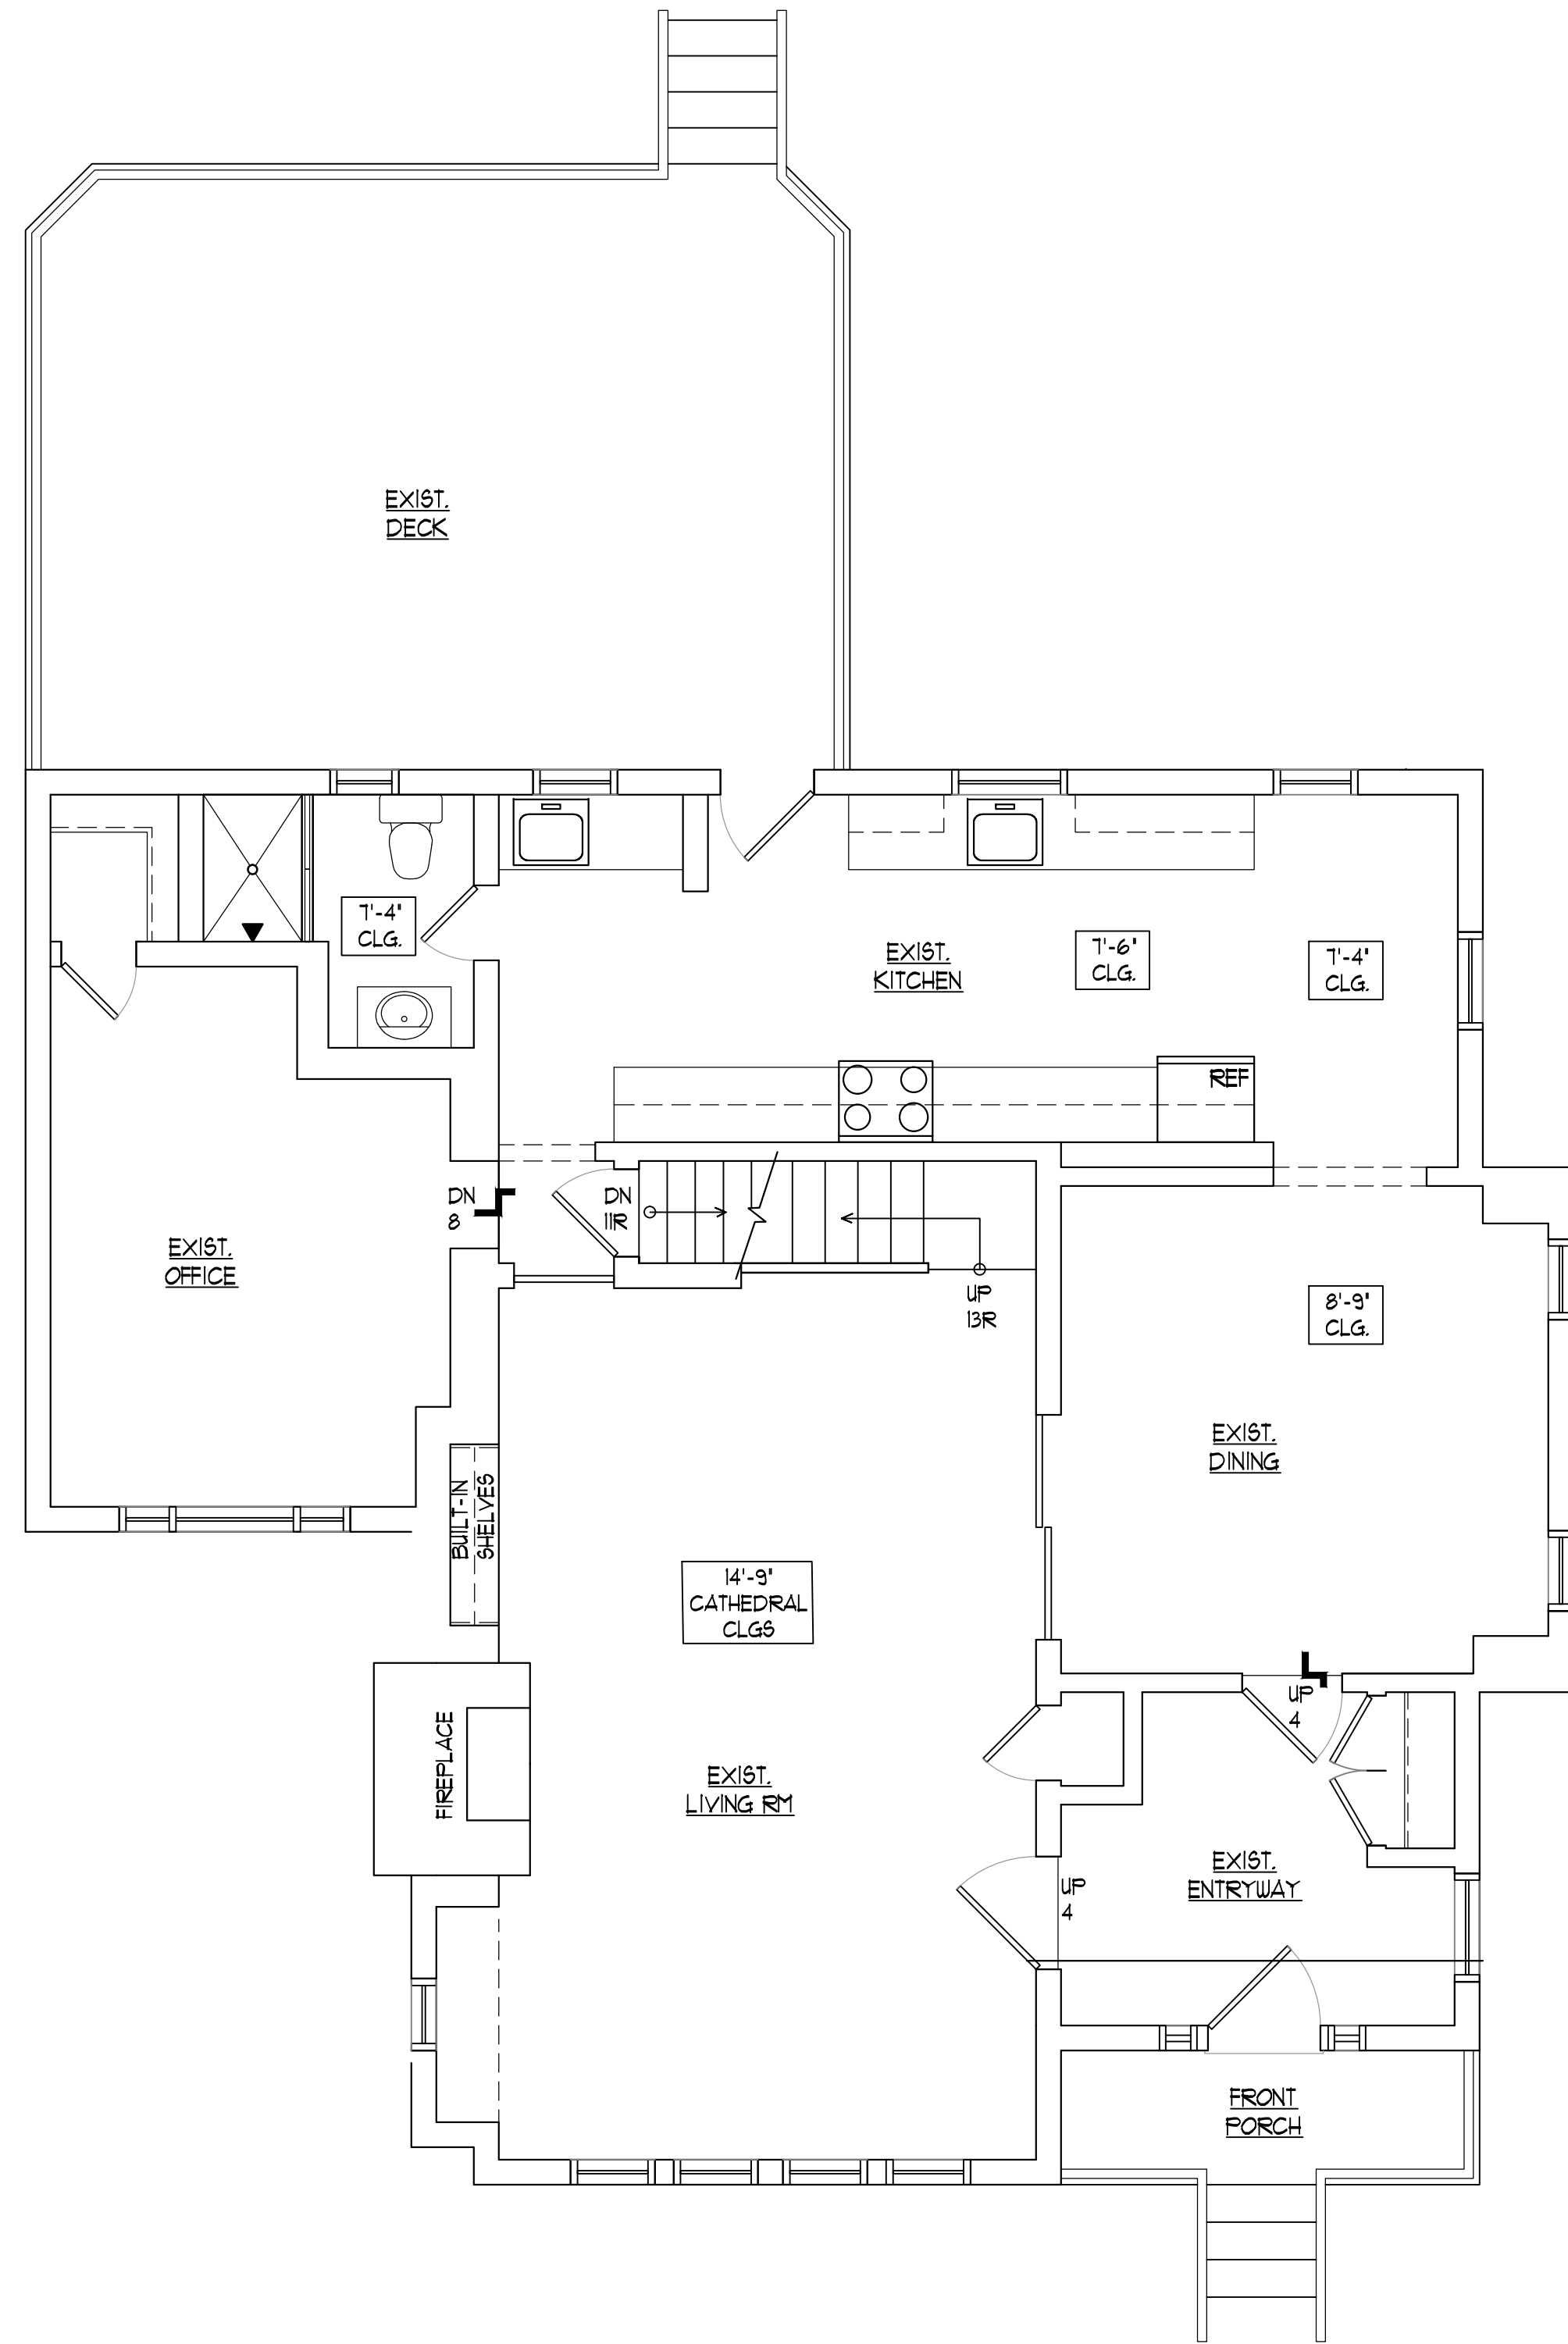 EXIST.
DECK
7'-4"
CLG.
EXIST.
KITCHEN
7'-6"
CLG.
7'-4"
CLG.
REF
DN
8
DN
11R
UP
13R
EXIST.
OFFICE
8'-9"
CLG.
EXIST.
DINING
BUILT-IN
SHELVES
14'-9"
CATHEDRAL
CLGS
UP
4
FIREPLACE
EXIST.
LIVING RM
EXIST.
ENTRYWAY
UP
4
FRONT
PORCH